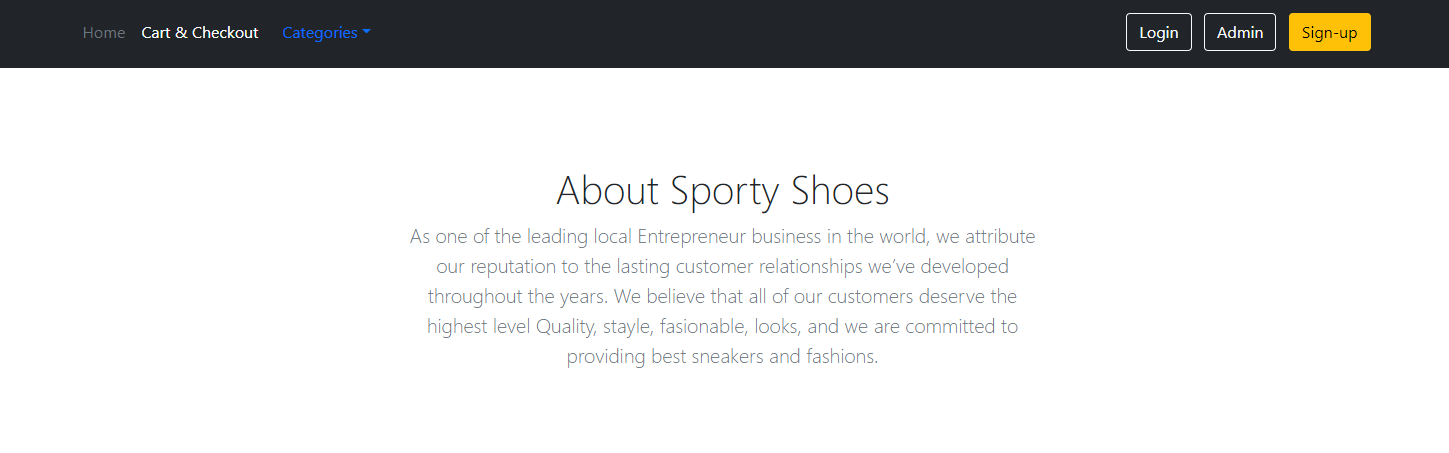 Home Cart & Checkout Categories Login Admin Sign-up
About Sporty Shoes
As one of the leading local Entrepreneur business in the world, we attribute
our reputation to the lasting customer relationships we’ve developed
throughout the years. We believe that all of our customers deserve the
highest level Quality, stayle, fasionable, looks, and we are committed to
providing best sneakers and fashions.